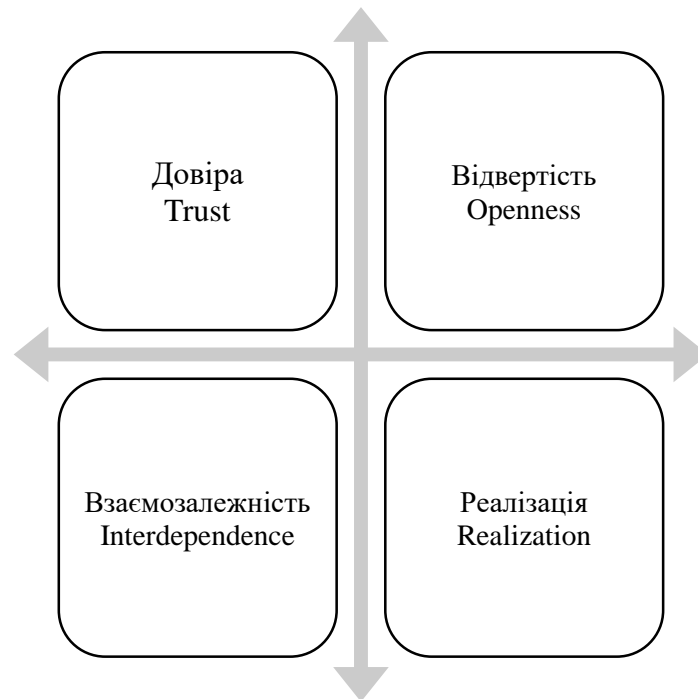 Довіра
Trust
Відвертість
Openness
Взаємозалежність
Interdependence
Реалізація
Realization